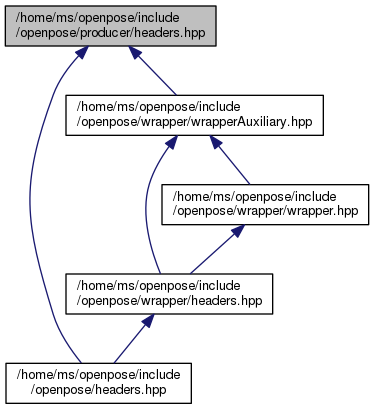 /home/ms/openpose/include
/openpose/producer/headers.hpp
/home/ms/openpose/include
/openpose/wrapper/wrapperAuxiliary.hpp
/home/ms/openpose/include
/openpose/wrapper/wrapper.hpp
/home/ms/openpose/include
/openpose/wrapper/headers.hpp
/home/ms/openpose/include
/openpose/headers.hpp